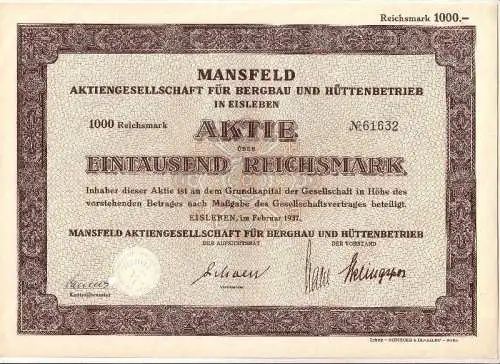 Reichsmark 1000.–
MANSFELD
AKTIENGESELLSCHAFT FÜR BERGBAU UND HÜTTENBETRIEB
IN EISLEBEN
1000 Reichsmark AKTIE № 61632
ÜBER
EINTAUSEND REICHSMARK
Inhaber dieser Aktie ist an dem Grundkapital der Gesellschaft in Höhe des
vorstehenden Betrages nach Maßgabe des Gesellschaftsvertrages beteiligt.
EISLEBEN, im Februar 1937.
MANSFELD AKTIENGESELLSCHAFT FÜR BERGBAU UND HÜTTENBETRIEB
DER AUFSICHTSRAT DER VORSTAND
Kontrollbeamter